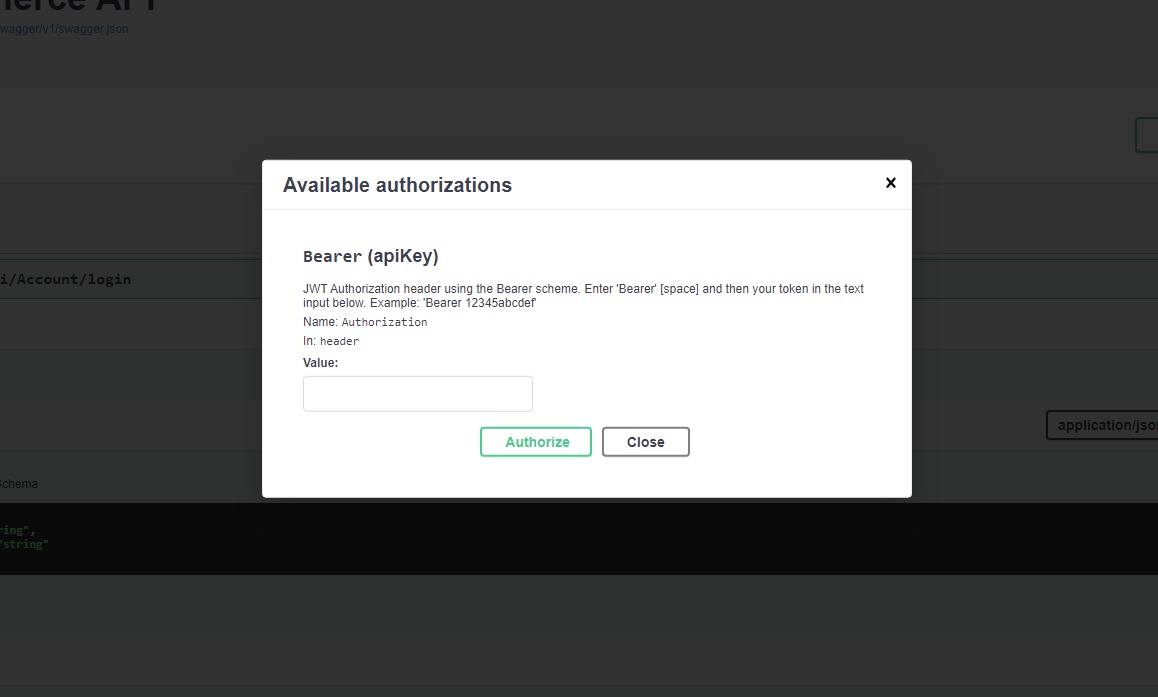 erce API
wagger/v1/swagger.json
Available authorizations
Bearer (apiKey)
JWT Authorization header using the Bearer scheme. Enter 'Bearer' [space] and then your token in the text
input below. Example: 'Bearer 12345abcdef'
Name: Authorization
In: header
Value:
Authorize
Close
i/Account/login
application/jso
Schema
ring",
"string"